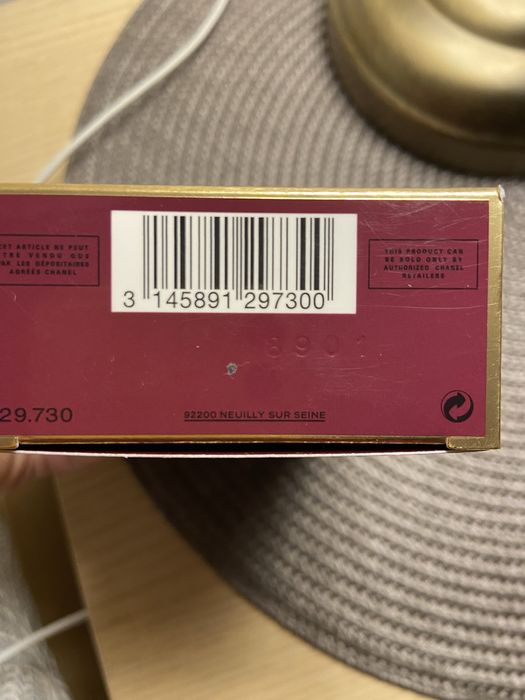 CET ARTICLE NE PEUT
TRE VENDU QUE
PAR LES DÉPOSITAIRES
AGRÉÉS CHANEL
3 145891 297300
THIS PRODUCT CAN
BE SOLD ONLY BY
AUTHORIZED CHANEL
RETAILERS
8901
29.730
92200 NEUILLY SUR SEINE